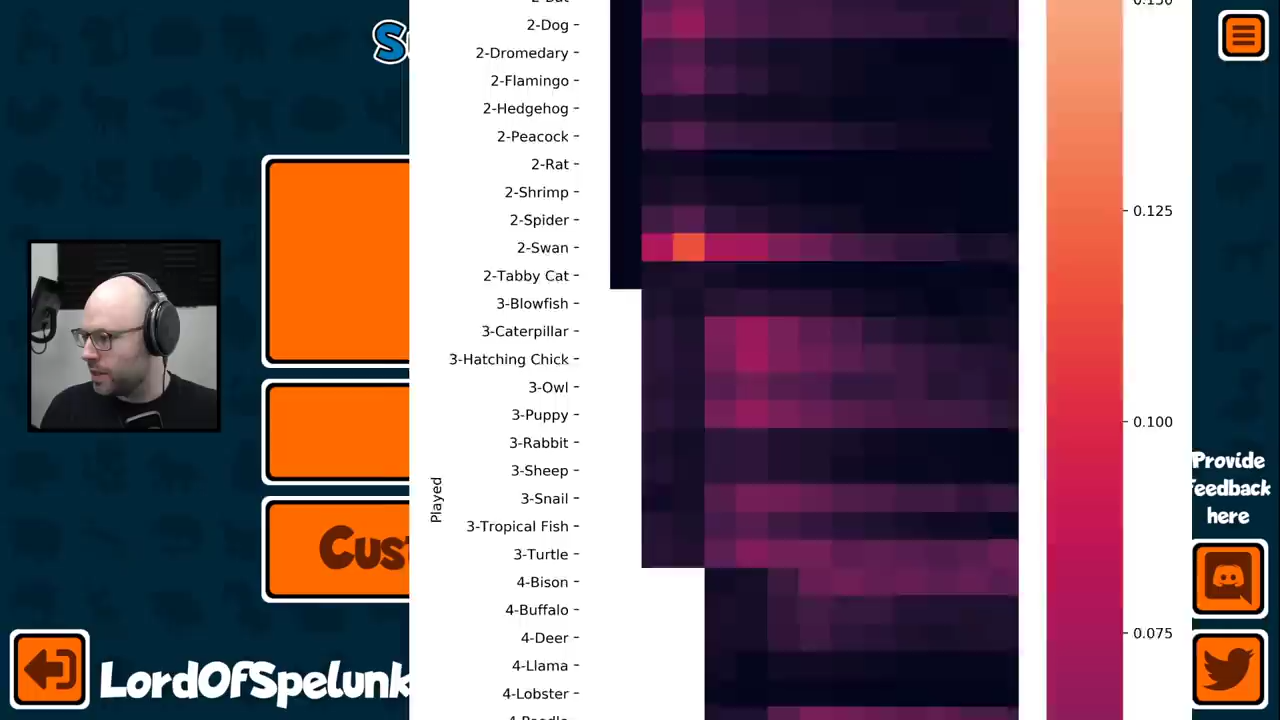 S
2-Dog
2-Dromedary
2-Flamingo
2-Hedgehog
2-Peacock
2-Rat
2-Shrimp
2-Spider
2-Swan
2-Tabby Cat
3-Blowfish
3-Caterpillar
3-Hatching Chick
3-Owl
3-Puppy
3-Rabbit
3-Sheep
3-Snail
3-Tropical Fish
3-Turtle
4-Bison
4-Buffalo
4-Deer
4-Llama
4-Lobster
Played
0.125
0.100
0.075
Cust
LordOfSpelunk
Provide
Feedback
here